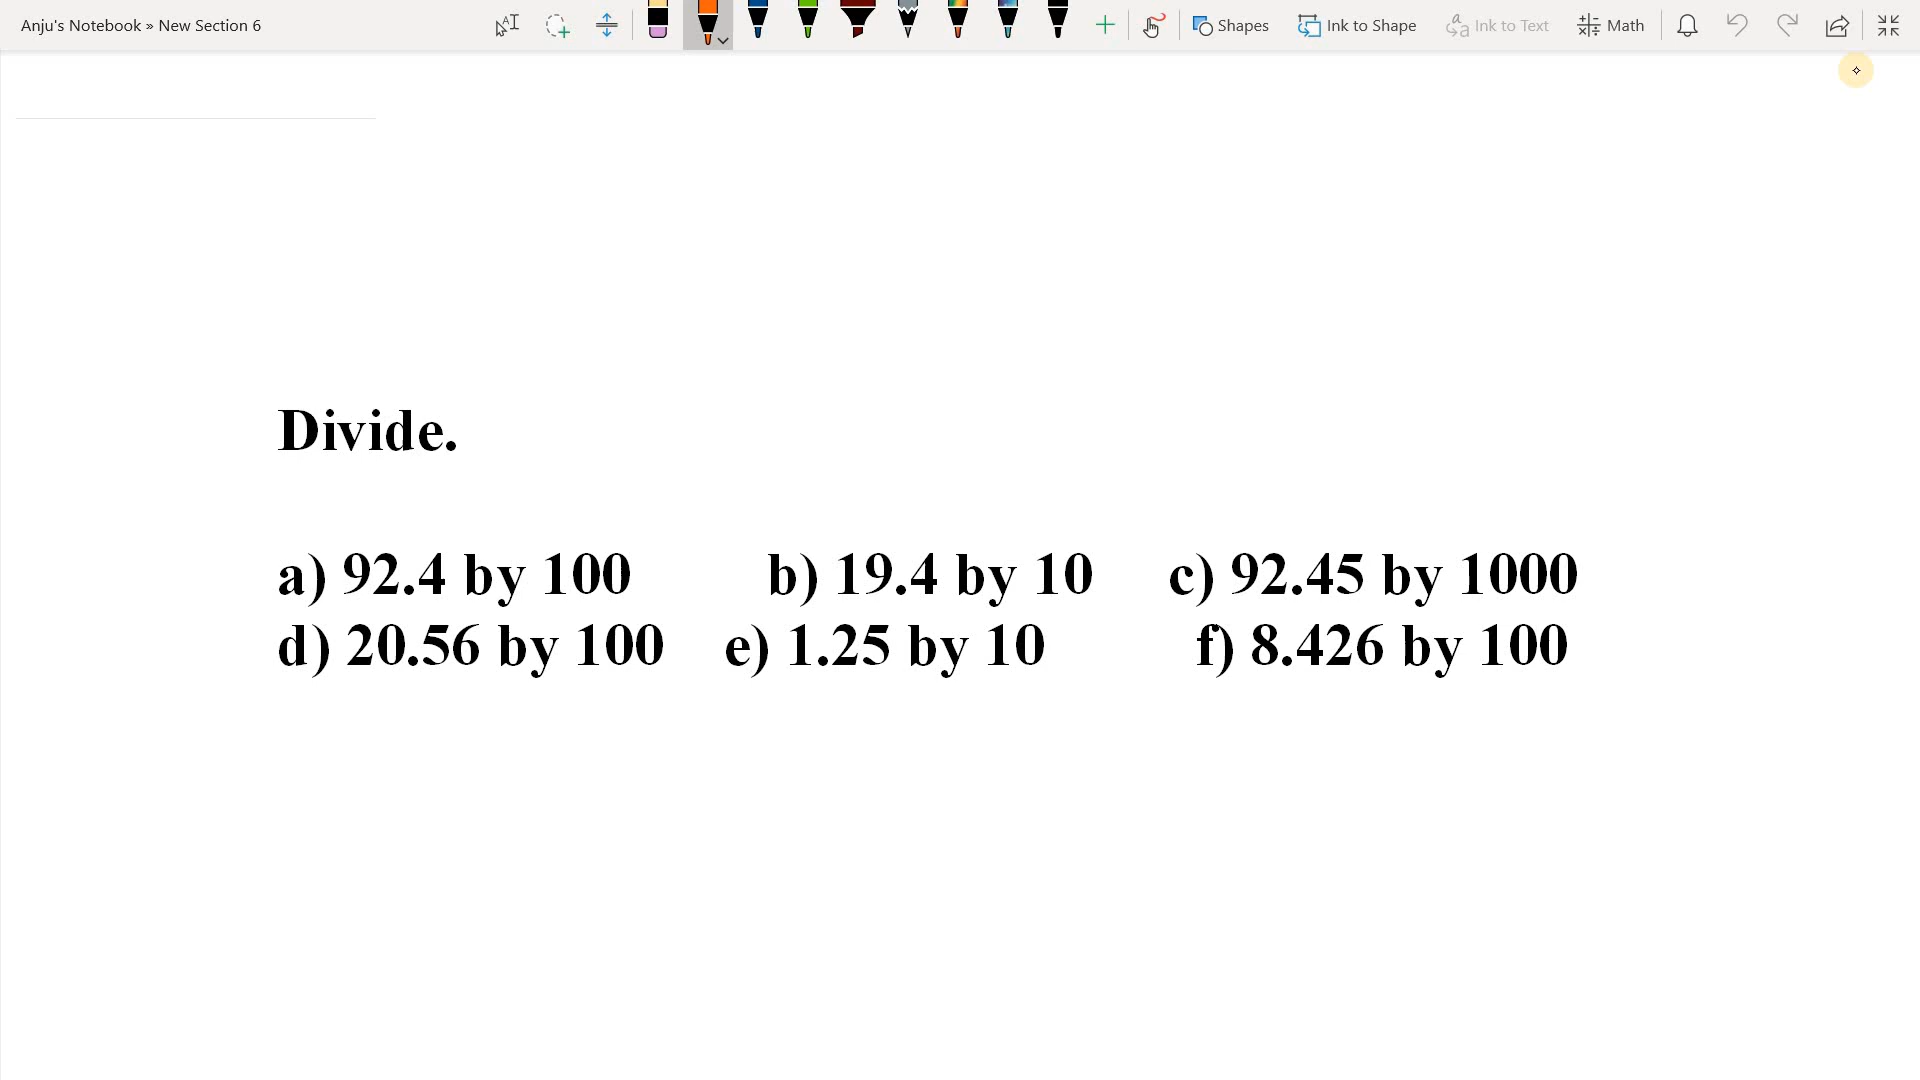 Anju's Notebook » New Section 6
Shapes Ink to Shape Ink to Text Math
Divide.
a) 92.4 by 100 b) 19.4 by 10 c) 92.45 by 1000
d) 20.56 by 100 e) 1.25 by 10 f) 8.426 by 100